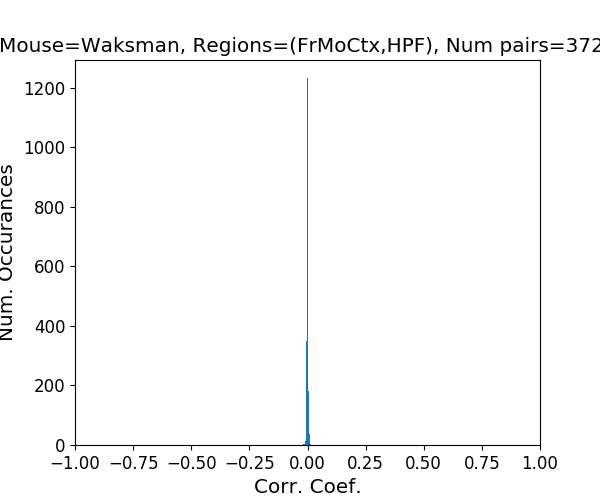 Mouse=Waksman, Regions=(FrMoCtx,HPF), Num pairs=372
1200
1000
800
600
400
200
0
Num. Occurances
−1.00 −0.75 −0.50 −0.25 0.00 0.25 0.50 0.75 1.00
Corr. Coef.